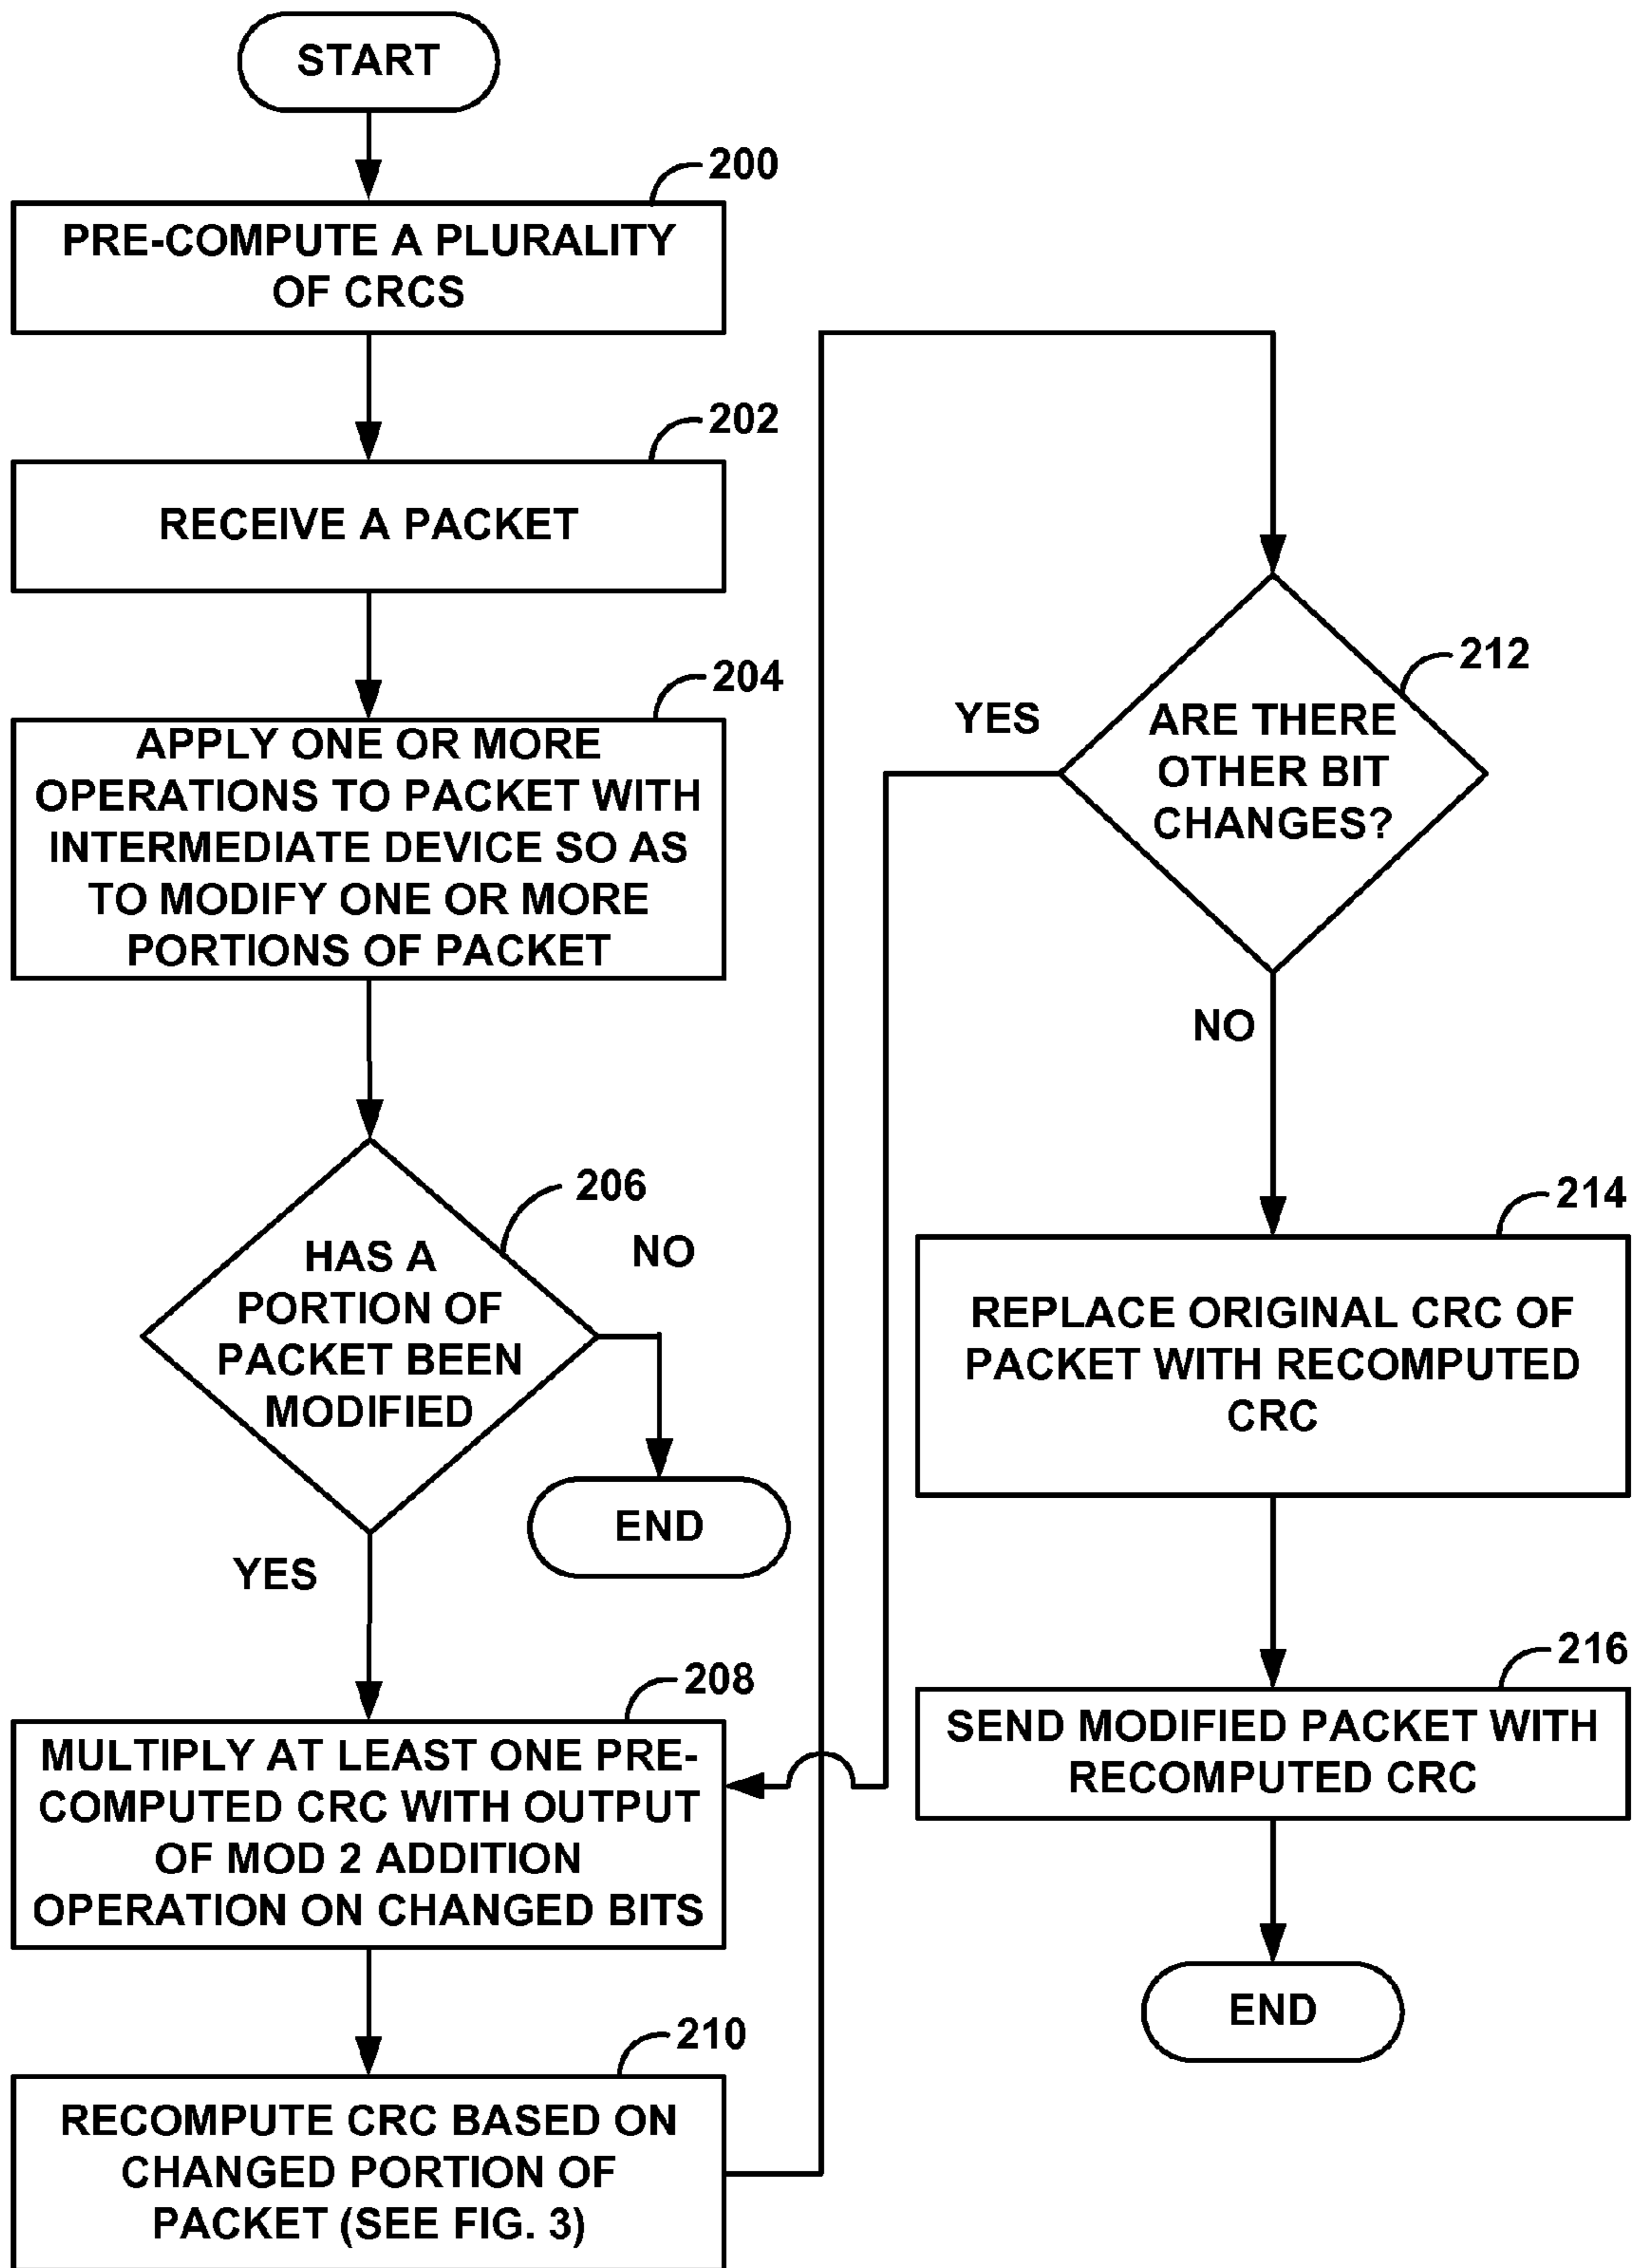 START
200
PRE-COMPUTE A PLURALITY
OF CRCS
202
RECEIVE A PACKET
204
APPLY ONE OR MORE
OPERATIONS TO PACKET WITH
INTERMEDIATE DEVICE SO AS
TO MODIFY ONE OR MORE
PORTIONS OF PACKET
206
HAS A
PORTION OF
PACKET BEEN
MODIFIED
NO
END
YES
208
MULTIPLY AT LEAST ONE PRE-
COMPUTED CRC WITH OUTPUT
OF MOD 2 ADDITION
OPERATION ON CHANGED BITS
210
RECOMPUTE CRC BASED ON
CHANGED PORTION OF
PACKET (SEE FIG. 3)
212
ARE THERE
OTHER BIT
CHANGES?
YES
NO
214
REPLACE ORIGINAL CRC OF
PACKET WITH RECOMPUTED
CRC
216
SEND MODIFIED PACKET WITH
RECOMPUTED CRC
END